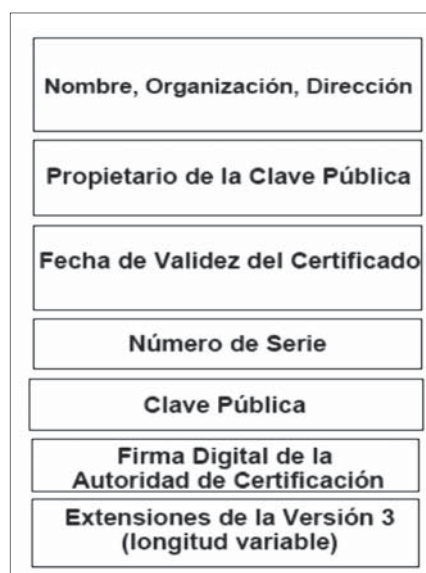 Nombre, Organización, Dirección
Propietario de la Clave Pública
Fecha de Validez del Certificado
Número de Serie
Clave Pública
Firma Digital de la
Autoridad de Certificación
Extensiones de la Versión 3
(longitud variable)